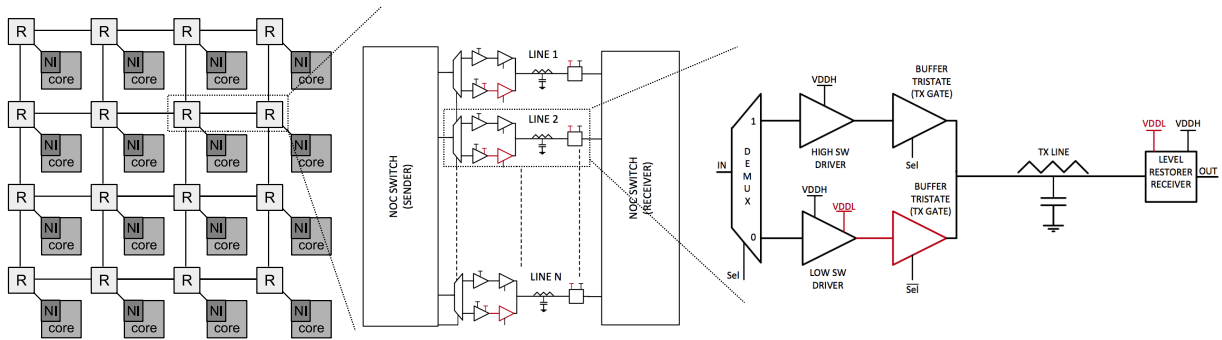 R R R R
NI core NI core NI core NI core
R R R R
NI core NI core NI core NI core
R R R R
NI core NI core NI core NI core
R R R R
NI core NI core NI core NI core
NOC SWITCH
(SENDER)
LINE 1
LINE 2
LINE N
NOC SWITCH
(RECEIVER)
IN
DEMUX
1
0
Sel
VDDH
HIGH SW
DRIVER
BUFFER
TRISTATE
(TX GATE)
Sel
VDDH
VDDL
LOW SW
DRIVER
BUFFER
TRISTATE
(TX GATE)
Sel
TX LINE
VDDL
VDDH
LEVEL
RESTORER
RECEIVER
OUT